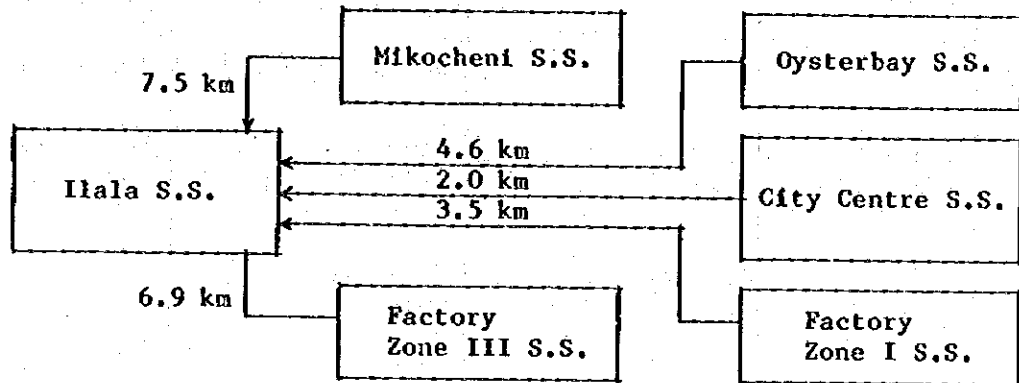 Mikocheni S.S.
Oysterbay S.S.
7.5 km
4.6 km
Ilala S.S.
2.0 km
City Centre S.S.
3.5 km
6.9 km
Factory
Zone III S.S.
Factory
Zone I S.S.